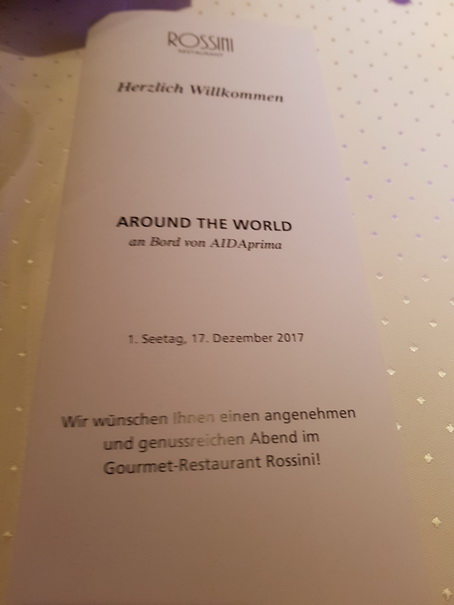 ROSSINI
RESTAURANT
Herzlich Willkommen
AROUND THE WORLD
an Bord von AIDAprima
1. Seetag, 17. Dezember 2017
Wir wünschen Ihnen einen angenehmen
und genussreichen Abend im
Gourmet-Restaurant Rossini!